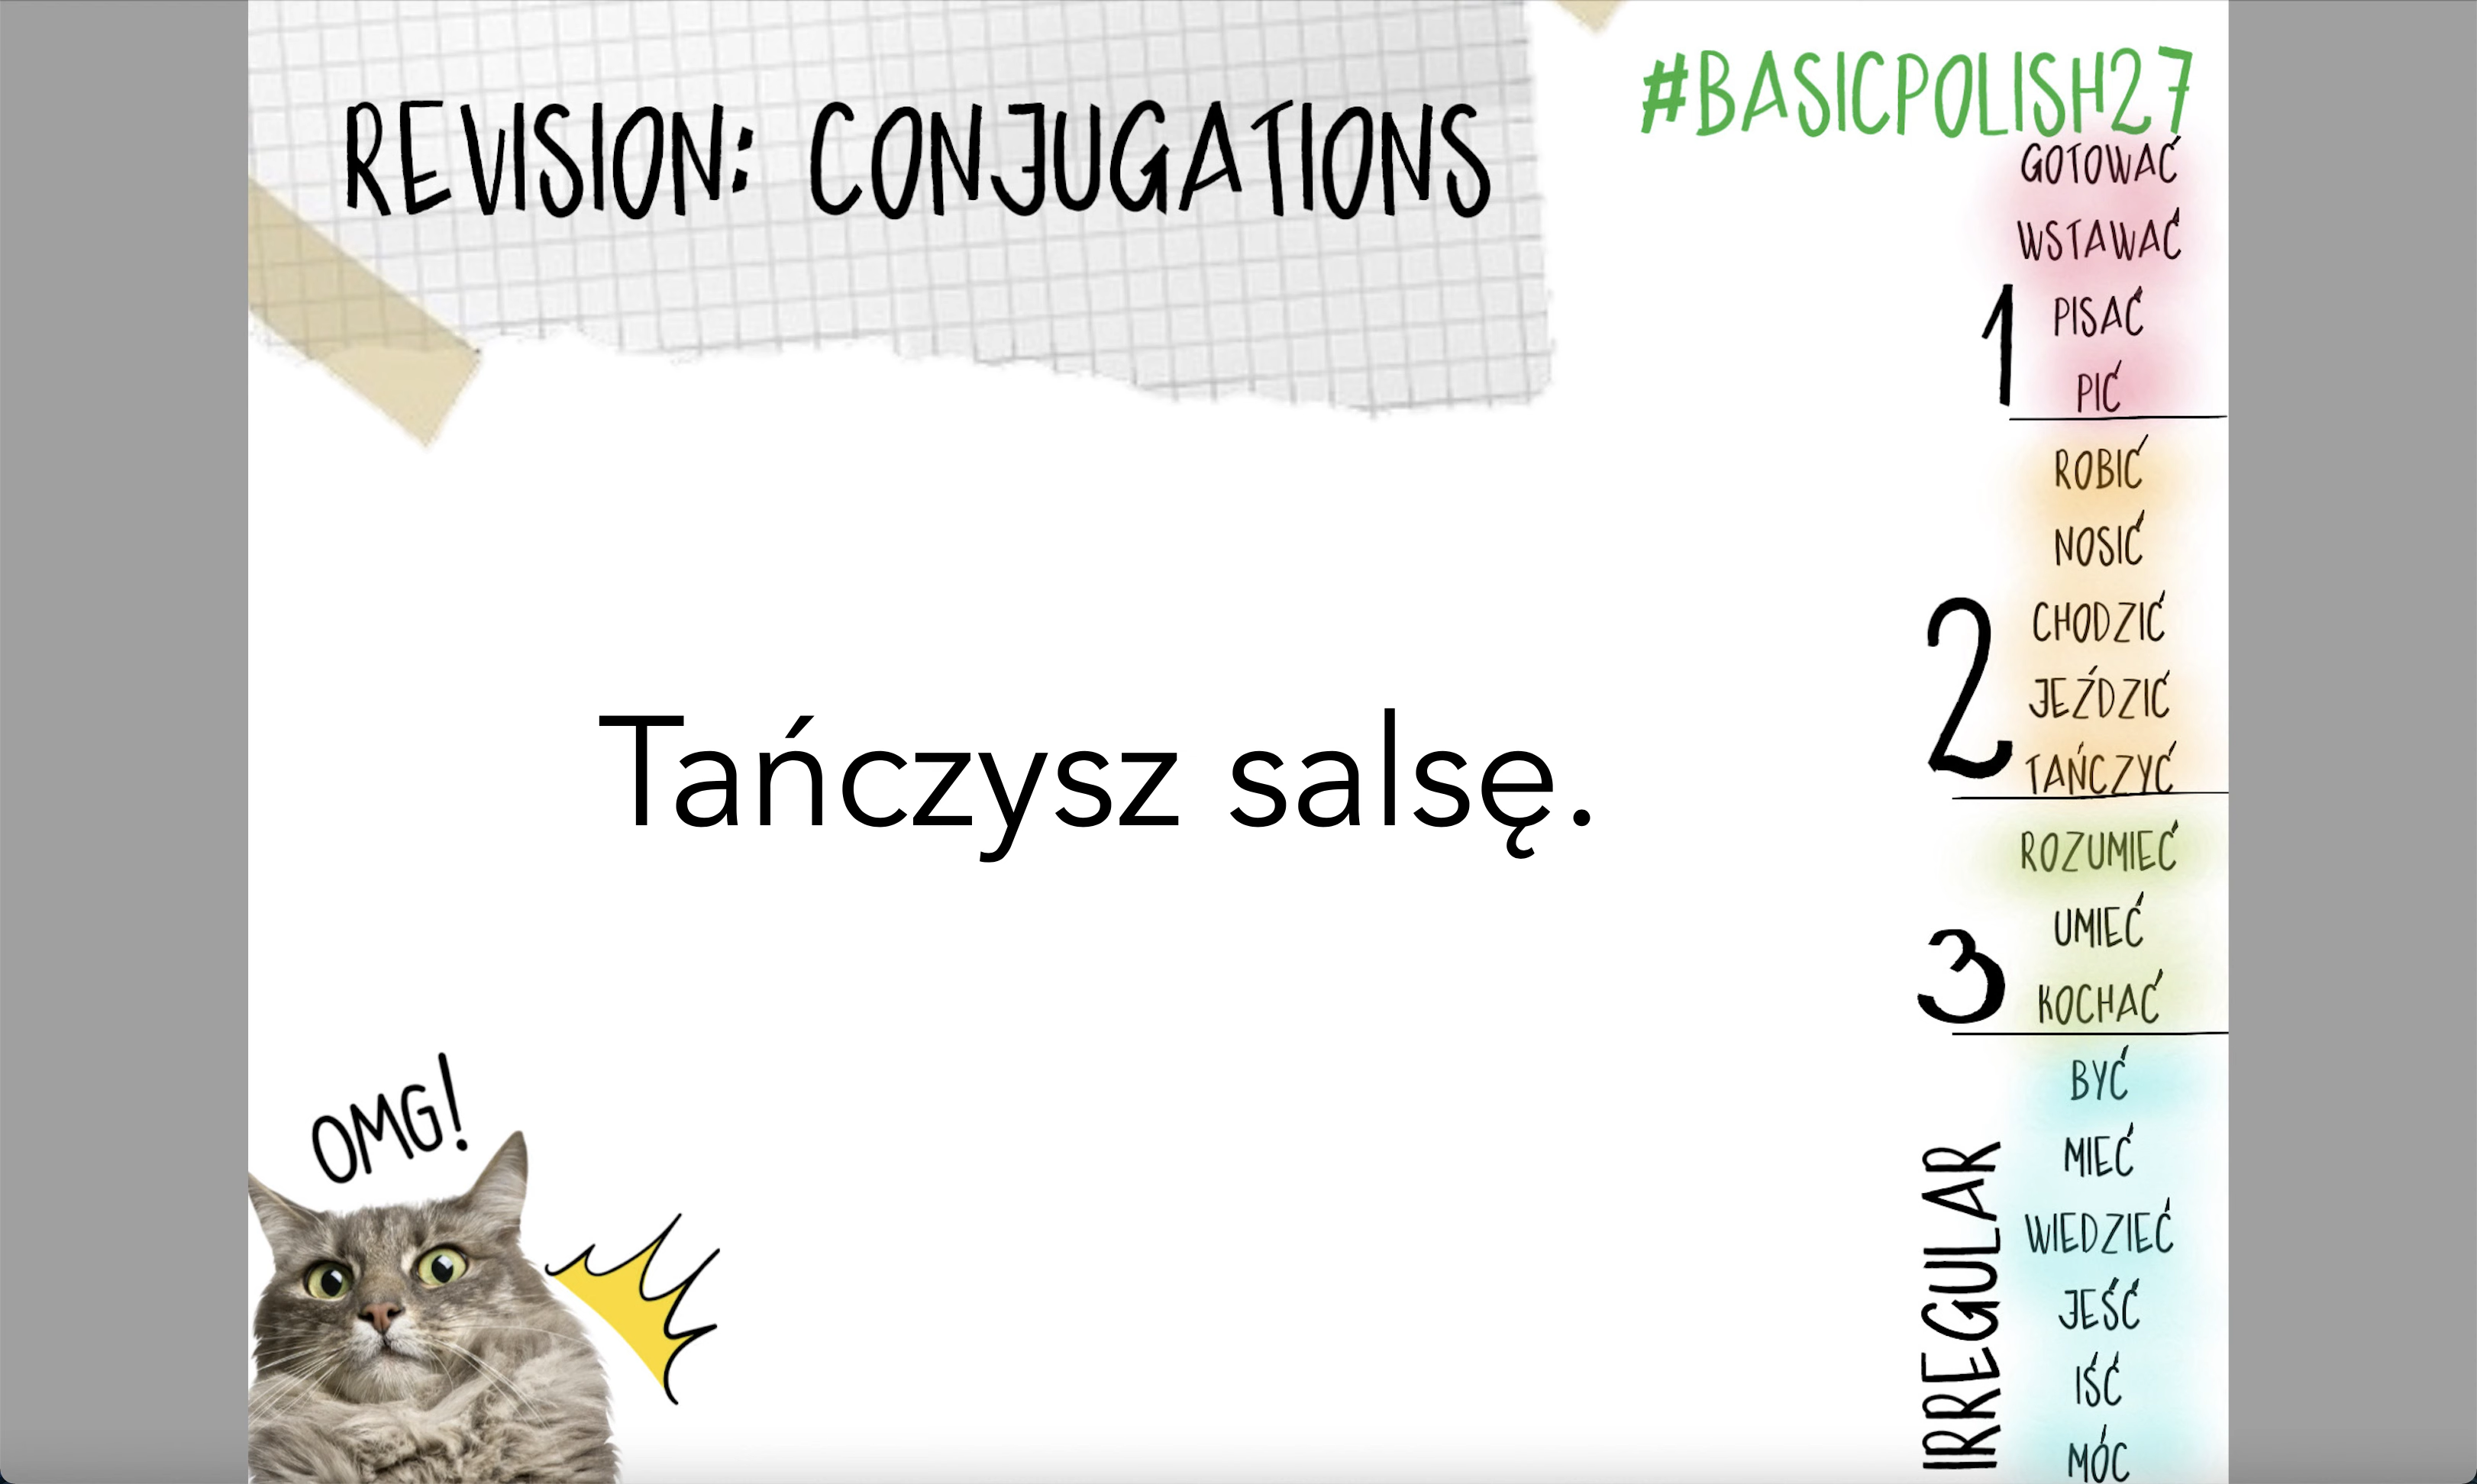 REVISION: CONJUGATIONS
#BASICPOLISH27
Tańczysz salsę.
OMG!
1
GOTOWAĆ
WSTAWAĆ
PISAĆ
PIĆ
2
ROBIĆ
NOSIĆ
CHODZIĆ
JEŹDZIĆ
TAŃCZYĆ
3
ROZUMIEĆ
UMIEĆ
KOCHAĆ
IRREGULAR
BYĆ
MIEĆ
WIEDZIEĆ
JEŚĆ
IŚĆ
MÓC